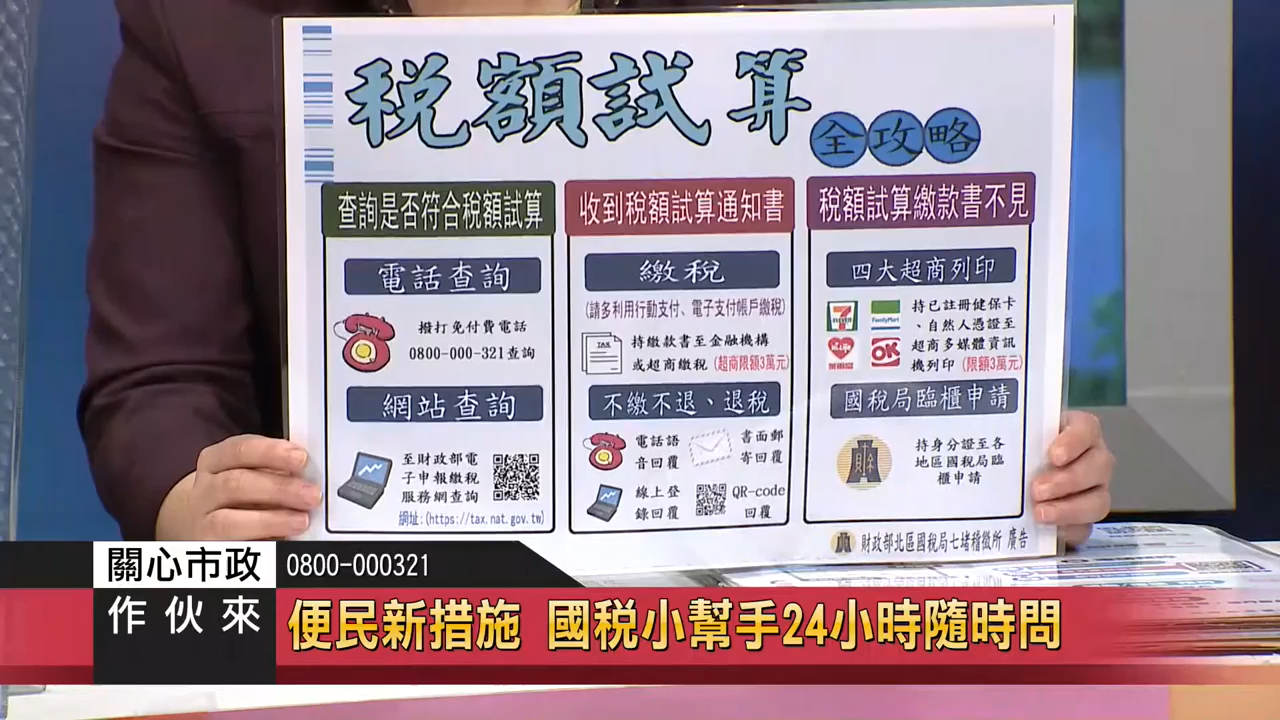 稅額試算
全攻略
查詢是否符合稅額試算
電話查詢
撥打免付費電話
0800-000-321查詢
網站查詢
至財政部電
子申報繳稅
服務網查詢
網址:(https://tax.nat.gov.tw)
收到稅額試算通知書
繳稅
(請多利用行動支付、電子支付帳戶繳稅)
TAX
持繳款書至金融機構
或超商繳稅(超商限額3萬元)
不繳不退、退稅
電話語
音回覆
書面郵
寄回覆
線上登
錄回覆
QR-code
回覆
稅額試算繳款書不見
四大超商列印
7
ELEVEN
FamilyMart
Hi-Life
萊爾富
OK
持已註冊健保卡
、自然人憑證至
超商多媒體資訊
機列印(限額3萬元)
國稅局臨櫃申請
持身分證至各
地區國稅局臨
櫃申請
財政部北區國稅局七堵稽徵所 廣告
關心市政
作伙來
0800-000321
便民新措施 國稅小幫手24小時隨時問